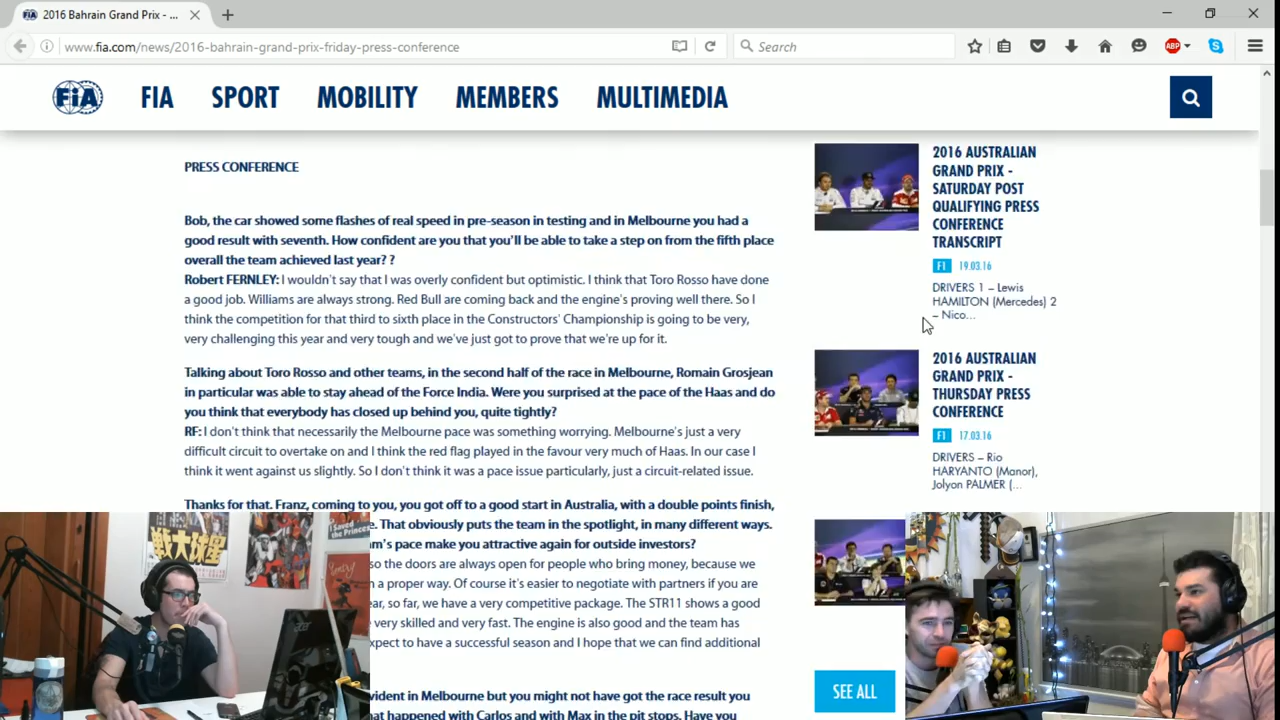 2016 Bahrain Grand Prix - ...
www.fia.com/news/2016-bahrain-grand-prix-friday-press-conference
Search
ABP
FIA
FIA
SPORT
MOBILITY
MEMBERS
MULTIMEDIA
PRESS CONFERENCE
Bob, the car showed some flashes of real speed in pre-season in testing and in Melbourne you had a
good result with seventh. How confident are you that you'll be able to take a step on from the fifth place
overall the team achieved last year? ?
Robert FERNLEY: I wouldn't say that I was overly confident but optimistic. I think that Toro Rosso have done
a good job. Williams are always strong. Red Bull are coming back and the engine's proving well there. So I
think the competition for that third to sixth place in the Constructors' Championship is going to be very,
very challenging this year and very tough and we've just got to prove that we're up for it.
Talking about Toro Rosso and other teams, in the second half of the race in Melbourne, Romain Grosjean
in particular was able to stay ahead of the Force India. Were you surprised at the pace of the Haas and do
you think that everybody has closed up behind you, quite tightly?
RF: I don't think that necessarily the Melbourne pace was something worrying. Melbourne's just a very
difficult circuit to overtake on and I think the red flag played in the favour very much of Haas. In our case I
think it went against us slightly. So I don't think it was a pace issue particularly, just a circuit-related issue.
Thanks for that. Franz, coming to you, you got off to a good start in Australia, with a double points finish,
e. That obviously puts the team in the spotlight, in many different ways.
m's pace make you attractive again for outside investors?
so the doors are always open for people who bring money, because we
n a proper way. Of course it's easier to negotiate with partners if you are
ear, so far, we have a very competitive package. The STR11 shows a good
very skilled and very fast. The engine is also good and the team has
xpect to have a successful season and I hope that we can find additional
vident in Melbourne but you might not have got the race result you
hat happened with Carlos and with Max in the pit stops. Have you
2016 AUSTRALIAN
GRAND PRIX -
SATURDAY POST
QUALIFYING PRESS
CONFERENCE
TRANSCRIPT
F1 19.03.16
DRIVERS 1 – Lewis
HAMILTON (Mercedes) 2
– Nico...
2016 AUSTRALIAN
GRAND PRIX -
THURSDAY PRESS
CONFERENCE
F1 17.03.16
DRIVERS – Rio
HARYANTO (Manor),
Jolyon PALMER (...
SEE ALL
I Saved
the Princess
戦大球星
acer